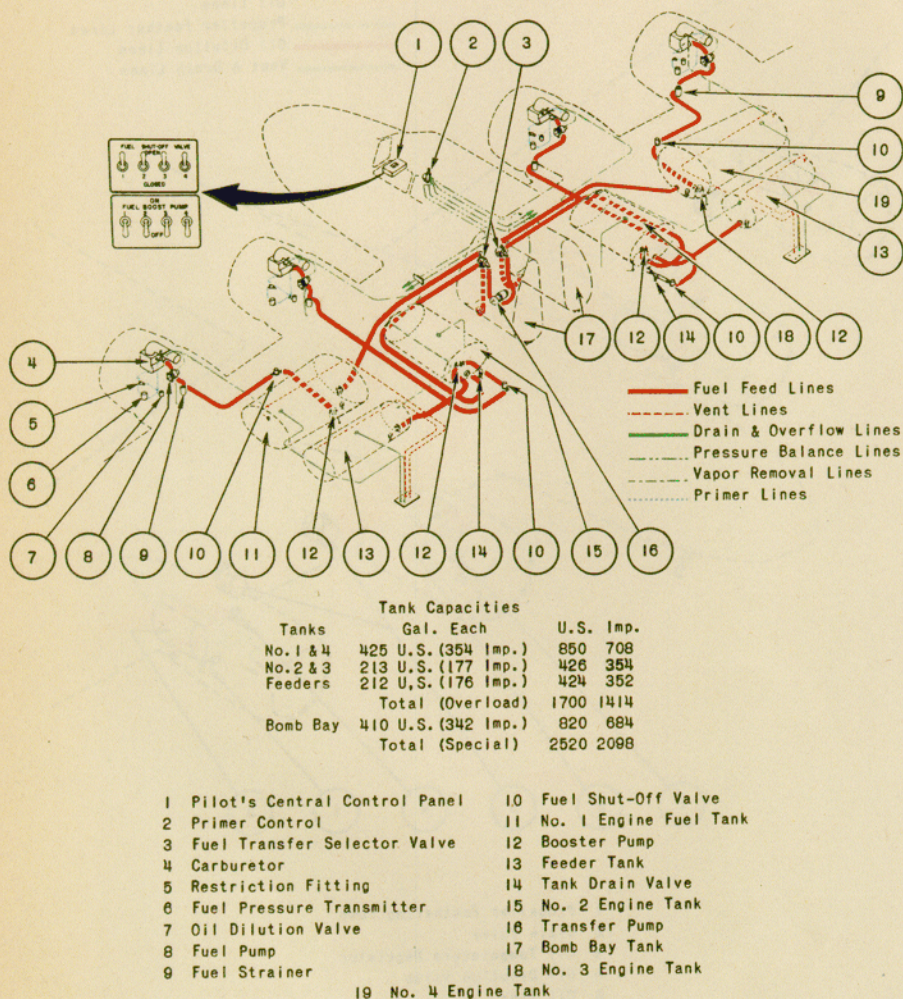 1 2 3
9
FUEL SHUT-OFF VALVE
OPEN
1 2 3 4
CLOSED
ON
FUEL BOOST PUMP
OFF
10
19
13
4
17 12 14 10 18 12
5
6
Fuel Feed Lines
Vent Lines
Drain & Overflow Lines
Pressure Balance Lines
Vapor Removal Lines
Primer Lines
7 8 9 10 11 12 13 12 14 10 15 16
Tank Capacities
Tanks Gal. Each U.S. Imp.
No. 1 & 4 425 U.S. (354 Imp.) 850 708
No. 2 & 3 213 U.S. (177 Imp.) 426 354
Feeders 212 U,S. (176 Imp.) 424 352
Total (Overload) 1700 1414
Bomb Bay 410 U.S. (342 Imp.) 820 684
Total (Special) 2520 2098
1 Pilot's Central Control Panel
2 Primer Control
3 Fuel Transfer Selector Valve
4 Carburetor
5 Restriction Fitting
6 Fuel Pressure Transmitter
7 Oil Dilution Valve
8 Fuel Pump
9 Fuel Strainer
10 Fuel Shut-Off Valve
11 No. 1 Engine Fuel Tank
12 Booster Pump
13 Feeder Tank
14 Tank Drain Valve
15 No. 2 Engine Tank
16 Transfer Pump
17 Bomb Bay Tank
18 No. 3 Engine Tank
19 No. 4 Engine Tank